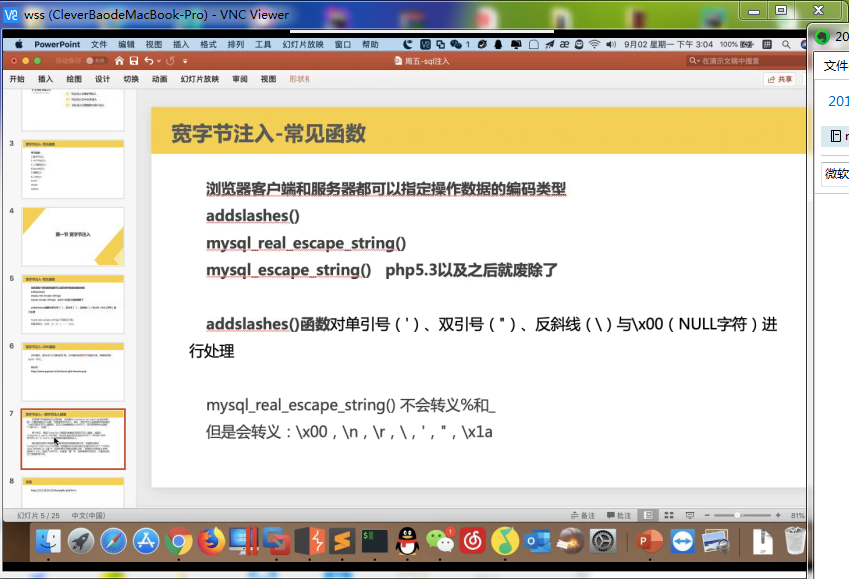 wss (CleverBaodeMacBook-Pro) - VNC Viewer
PowerPoint 文件 编辑 视图 插入 格式 排列 工具 幻灯片放映 窗口 帮助
9月02 星期一 下午 3:04 100%
周五-sql注入
在演示文稿中搜索
开始 插入 绘图 设计 切换 动画 幻灯片放映 审阅 视图
共享
宽字节注入-常见函数
浏览器客户端和服务器都可以指定操作数据的编码类型
addslashes()
mysql_real_escape_string()
mysql_escape_string() php5.3以及之后就废除了
addslashes()函数对单引号（'）、双引号（"）、反斜线（\）与\x00（NULL字符）进
行处理
mysql_real_escape_string() 不会转义%和_
但是会转义：\x00，\n，\r，\，'，"，\x1a
3
4
第一节 宽字节注入
5
6
7
8
幻灯片 5 / 25 中文(中国)
备注 批注
81%
20
文件
201
微软